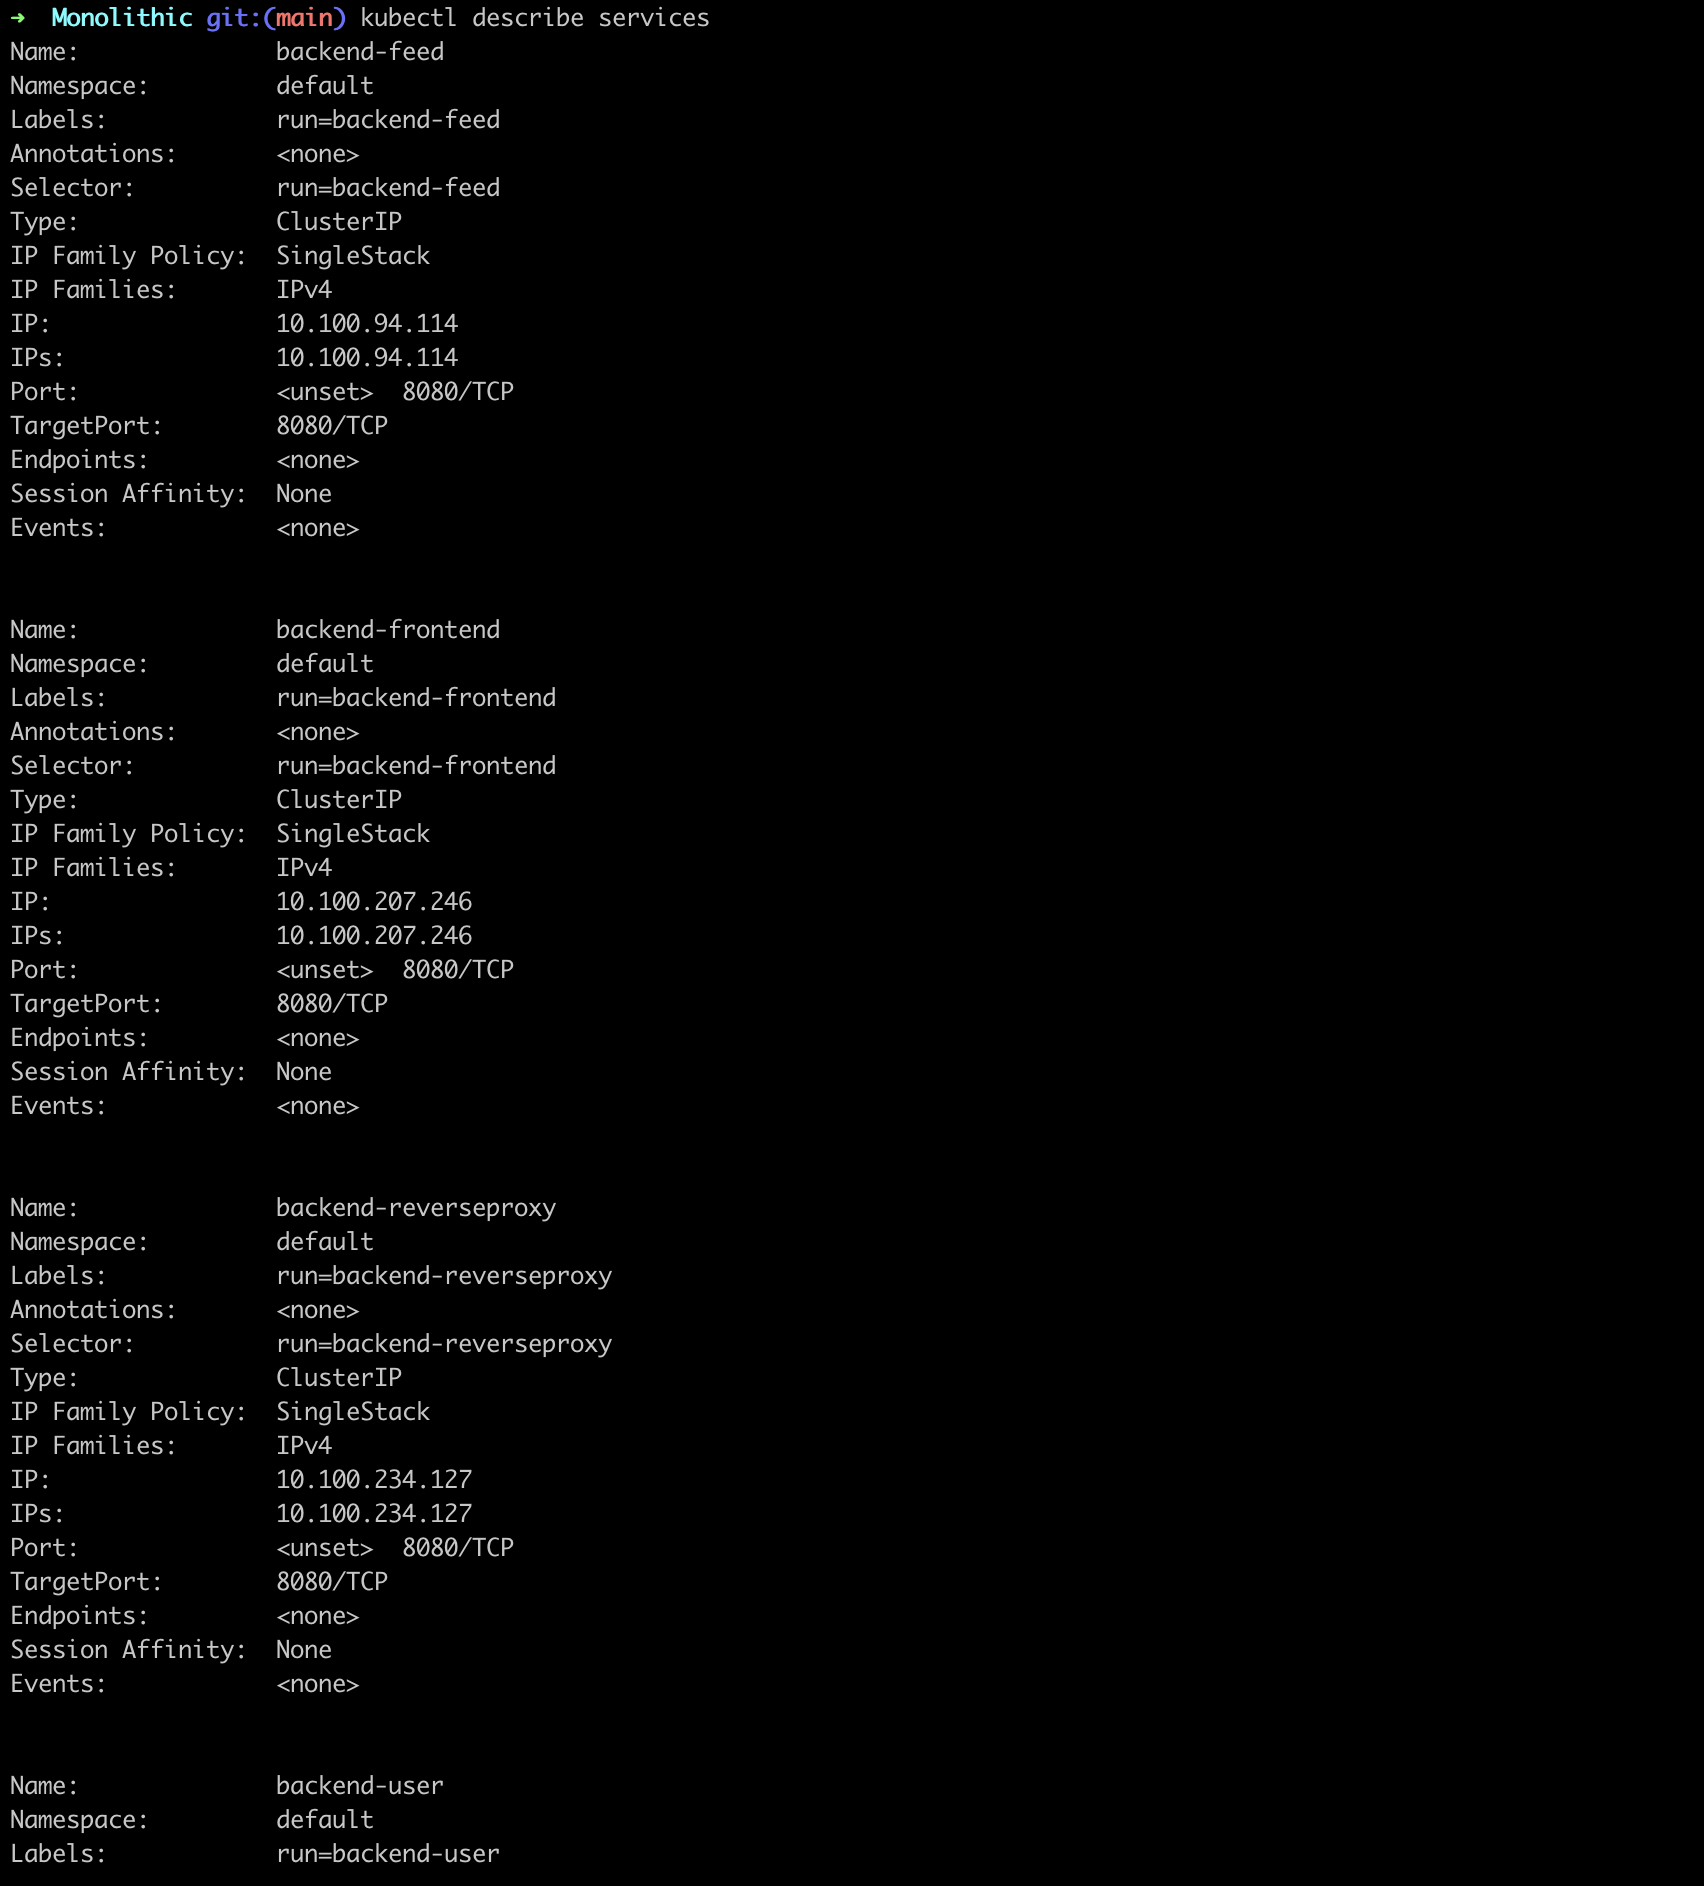 ➜  Monolithic git:(main) kubectl describe services
Name:              backend-feed
Namespace:         default
Labels:            run=backend-feed
Annotations:       <none>
Selector:          run=backend-feed
Type:              ClusterIP
IP Family Policy:  SingleStack
IP Families:       IPv4
IP:                10.100.94.114
IPs:               10.100.94.114
Port:              <unset>  8080/TCP
TargetPort:        8080/TCP
Endpoints:         <none>
Session Affinity:  None
Events:            <none>

Name:              backend-frontend
Namespace:         default
Labels:            run=backend-frontend
Annotations:       <none>
Selector:          run=backend-frontend
Type:              ClusterIP
IP Family Policy:  SingleStack
IP Families:       IPv4
IP:                10.100.207.246
IPs:               10.100.207.246
Port:              <unset>  8080/TCP
TargetPort:        8080/TCP
Endpoints:         <none>
Session Affinity:  None
Events:            <none>

Name:              backend-reverseproxy
Namespace:         default
Labels:            run=backend-reverseproxy
Annotations:       <none>
Selector:          run=backend-reverseproxy
Type:              ClusterIP
IP Family Policy:  SingleStack
IP Families:       IPv4
IP:                10.100.234.127
IPs:               10.100.234.127
Port:              <unset>  8080/TCP
TargetPort:        8080/TCP
Endpoints:         <none>
Session Affinity:  None
Events:            <none>

Name:              backend-user
Namespace:         default
Labels:            run=backend-user